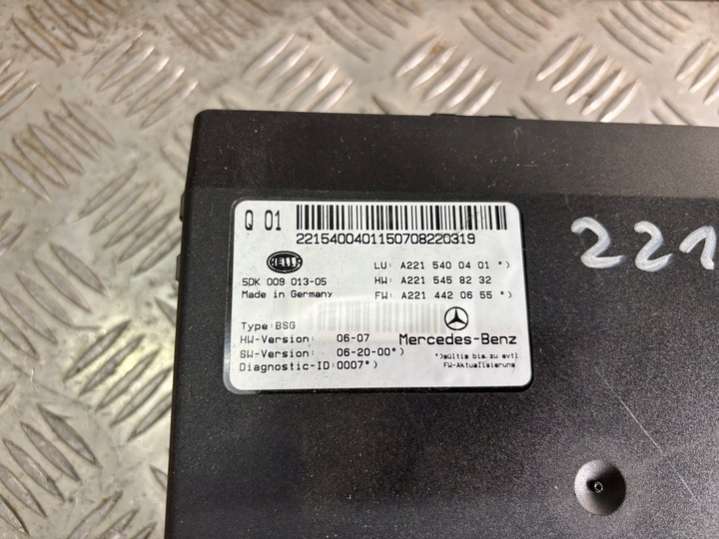 Q 01
2215400401150708220319
HELLA
LU: A221 540 04 01 *)
5DK 009 013-05
HW: A221 545 82 32
Made in Germany
FW: A221 442 06 55 *)
Type: BSG
HW-Version: 06-07
Mercedes-Benz
SW-Version: 06-20-00*)
*)gültig bis zu evtl
Diagnostic-ID: 0007*)
FW-Aktualisierung
221